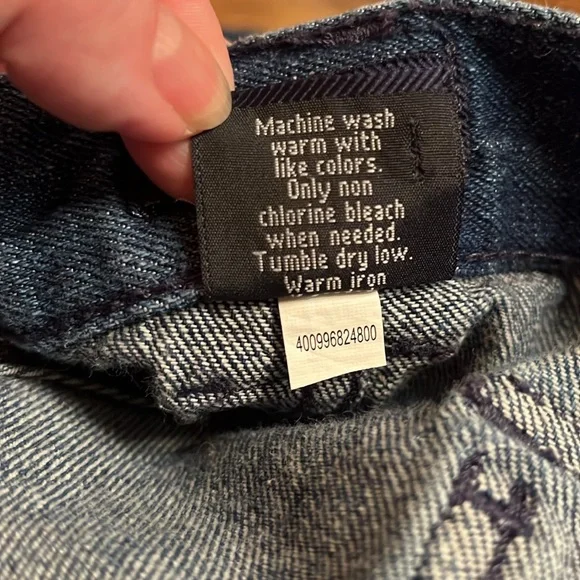 Machine wash
warm with
like colors.
Only non
chlorine bleach
when needed.
Tumble dry low.
Warm iron
400996824800